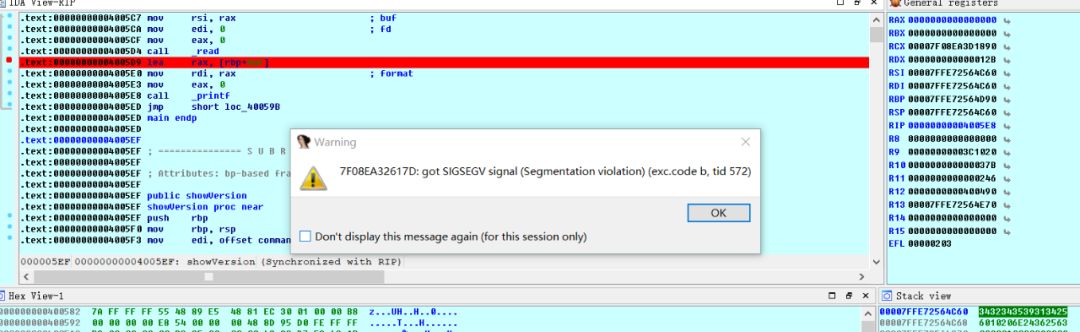 IDA View-RIP
.text:00000000004005C7 mov rsi, rax ; buf
.text:00000000004005CA mov edi, 0 ; fd
.text:00000000004005CF mov eax, 0
.text:00000000004005D4 call _read
.text:00000000004005D9 lea rax, [rbp+buf]
.text:00000000004005E0 mov rdi, rax ; format
.text:00000000004005E3 mov eax, 0
.text:00000000004005E8 call _printf
.text:00000000004005ED jmp short loc_40059B
.text:00000000004005ED main endp
.text:00000000004005ED
.text:00000000004005EF
.text:00000000004005EF ; --------------- S U B R
.text:00000000004005EF
.text:00000000004005EF ; Attributes: bp-based fra
.text:00000000004005EF
.text:00000000004005EF public showVersion
.text:00000000004005EF showVersion proc near
.text:00000000004005EF push rbp
.text:00000000004005F0 mov rbp, rsp
.text:00000000004005F3 mov edi, offset comman
000005EF 00000000004005EF: showVersion (Synchronized with RIP)
Warning
7F08EA32617D: got SIGSEGV signal (Segmentation violation) (exc.code b, tid 572)
OK
Don't display this message again (for this session only)
General registers
RAX 0000000000000000
RBX 0000000000000000
RCX 00007F08EA3D1890
RDX 000000000000012B
RSI 00007FFE72564C60
RDI 00007FFE72564C60
RBP 00007FFE72564D90
RSP 00007FFE72564C60
RIP 00000000004005E8
R8 0000000000000000
R9 00000000003C1020
R10 000000000000037B
R11 0000000000000246
R12 0000000000400490
R13 00007FFE72564E70
R14 0000000000000000
R15 0000000000000000
EFL 00000203
Hex View-1
0000000000400582 7A FF FF FF 55 48 89 E5 48 81 EC 30 01 00 00 B8 z...UH..H..0....
0000000000400592 00 00 00 00 E8 54 00 00 00 48 8D 95 D0 FE FF FF .....T...H......
Stack view
00007FFE72564C60 3432343539313425
00007FFE72564C68 6010206E24362563